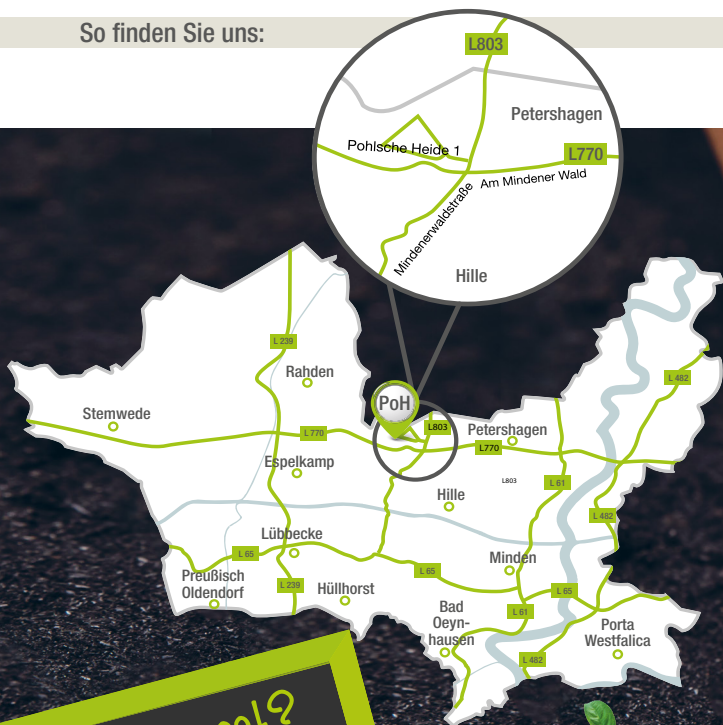 So finden Sie uns:
L803
Petershagen
Pohlsche Heide 1
L770
Am Mindener Wald
Mindenerwaldstraße
Hille
L 239
Rahden
L 482
PoH
Stemwede
L803
L 770
Petershagen
L770
Espelkamp
L803
L 61
Hille
L 482
Lübbecke
L 65
Minden
L 65
Preußisch
Oldendorf
L 239
Hüllhorst
L 65
Bad
Oeyn-
hausen
L 61
Porta
Westfalica
L 482